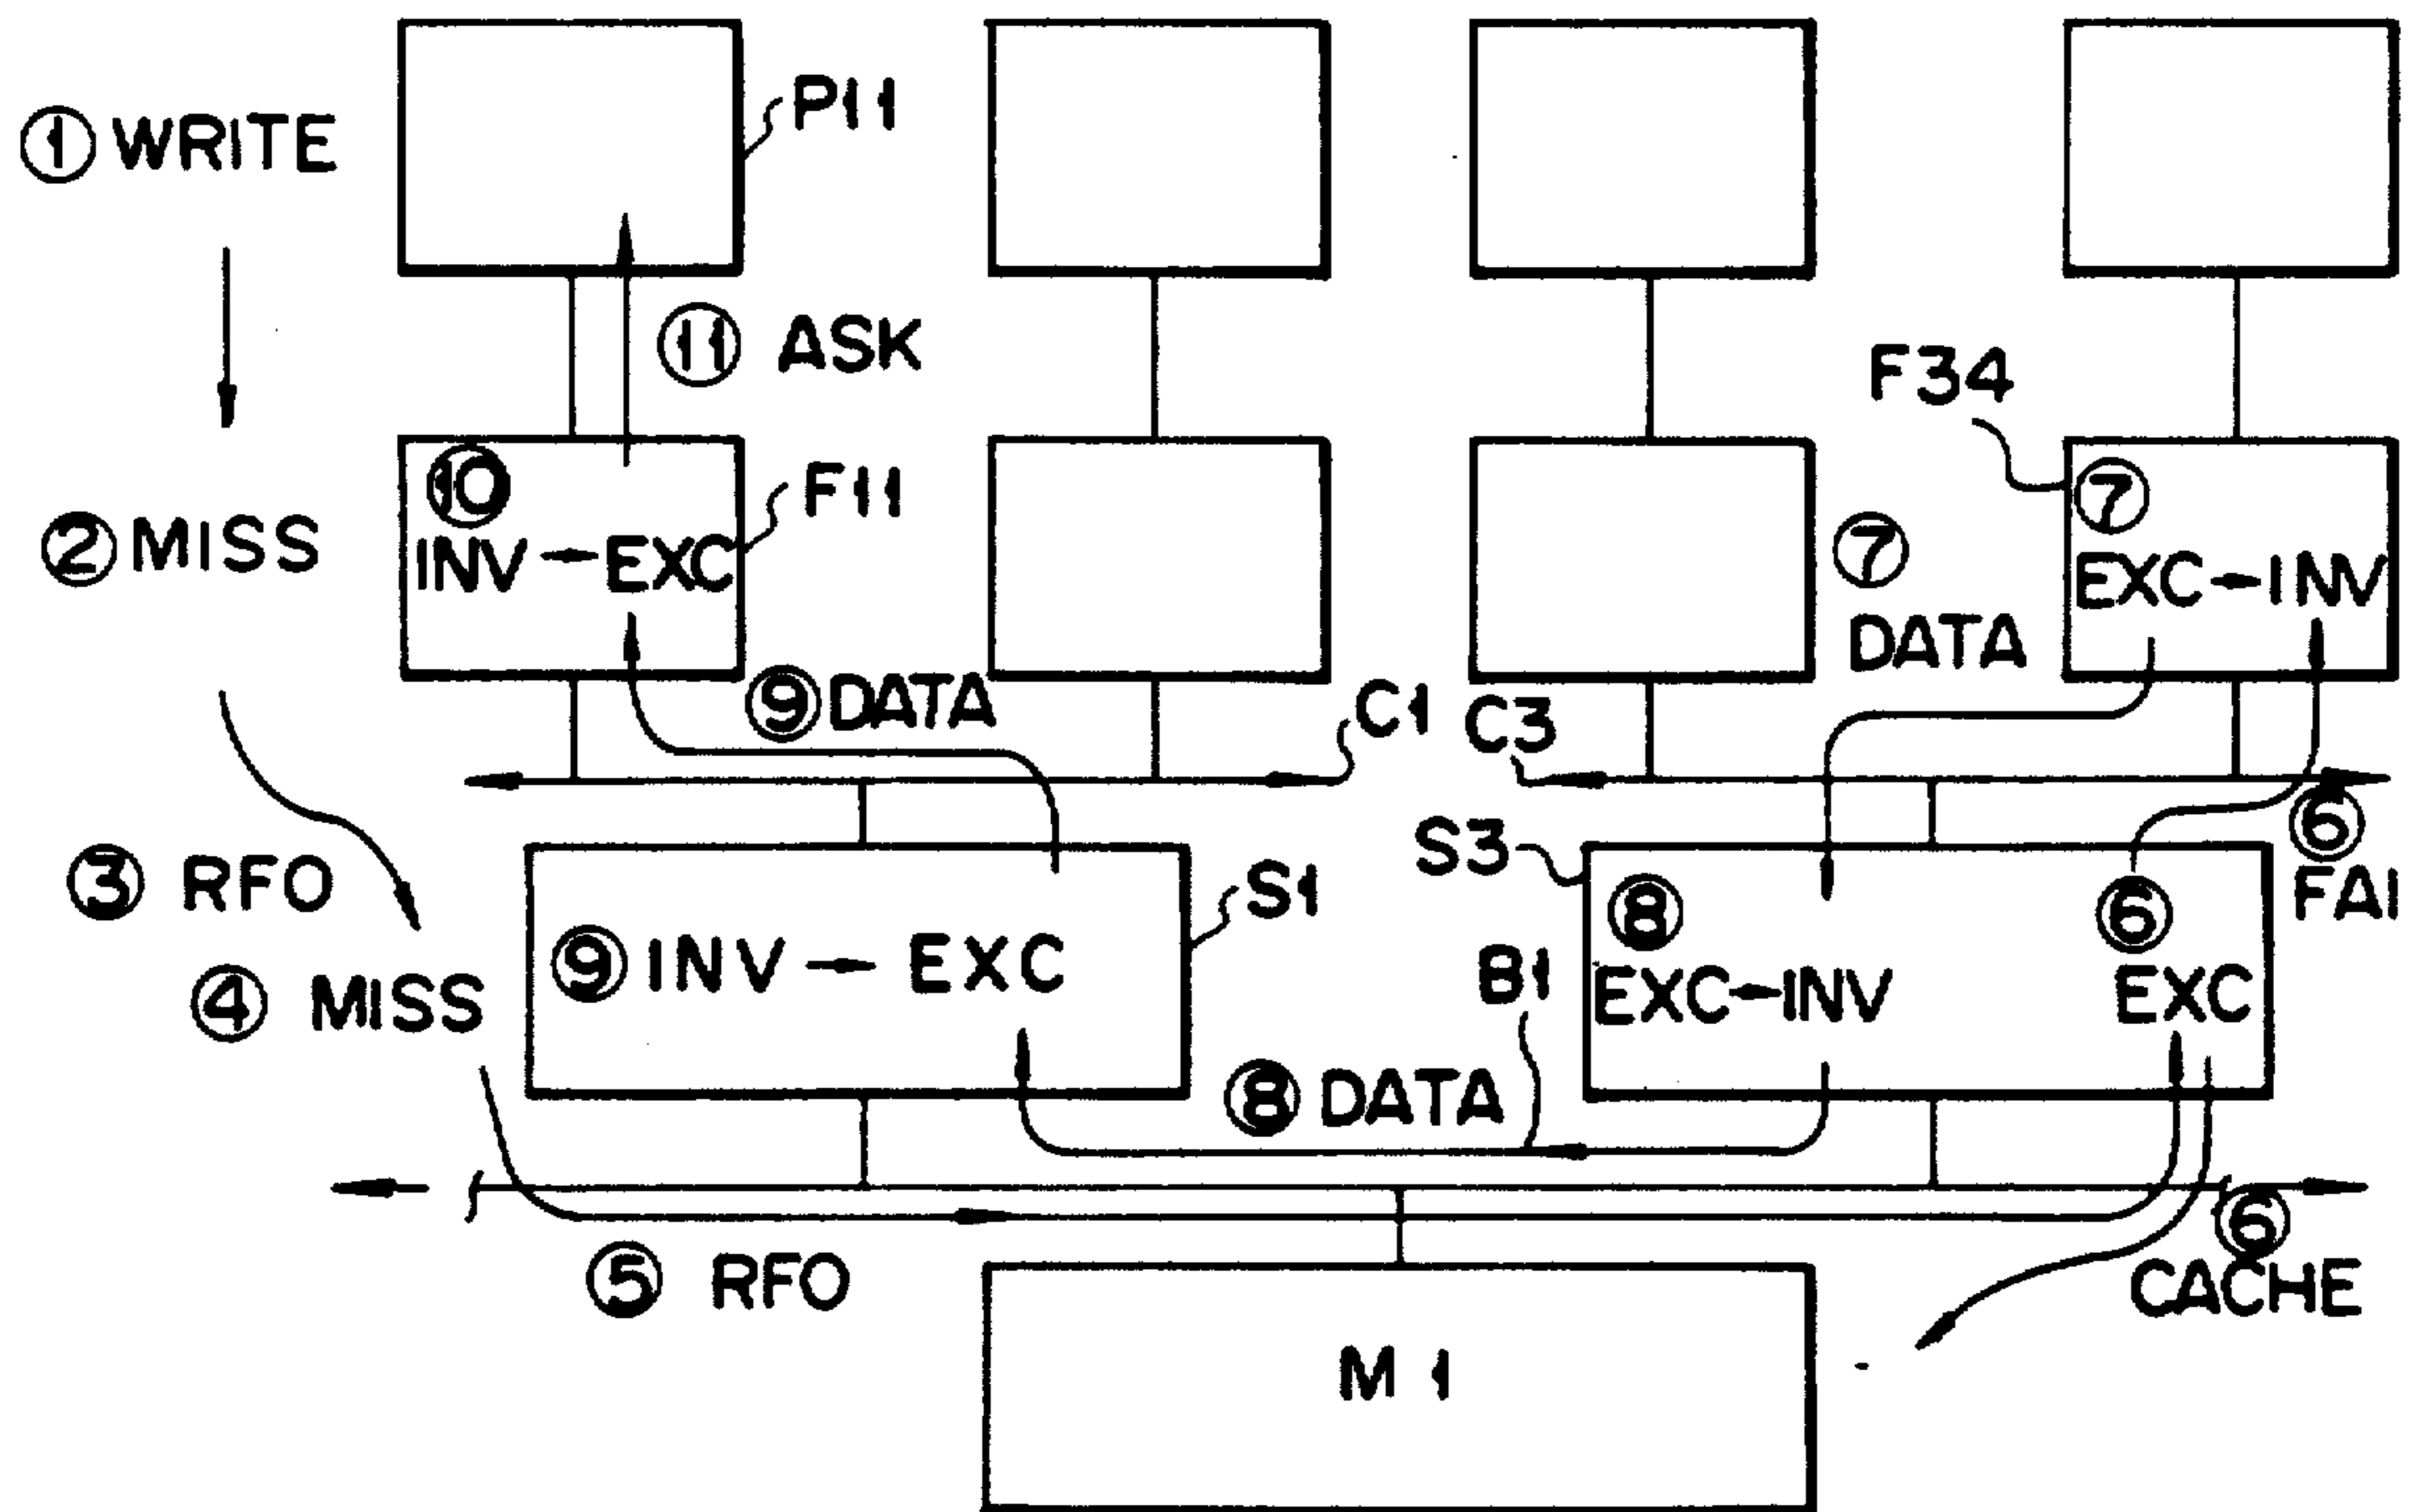 P11
① WRITE
⑪ ASK
F34
⑩
INV → EXC
F11
② MISS
⑦
DATA
⑦
EXC → INV
⑨ DATA
C1
C3
⑥
FAI
③ RFO
④ MISS
S1
⑨ INV → EXC
S3
⑧
EXC → INV
⑥
EXC
B1
⑧ DATA
⑤ RFO
⑥
CACHE
M1